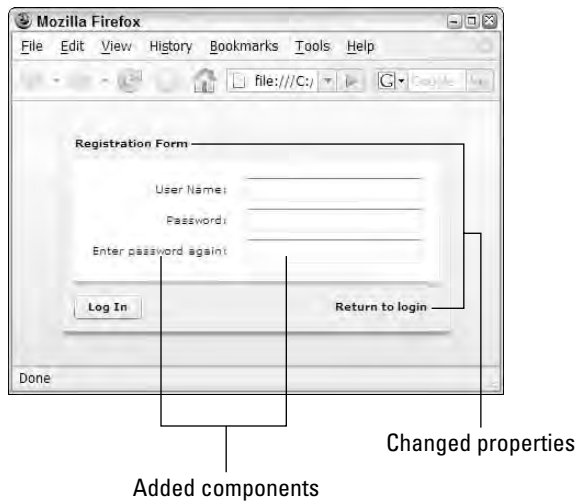 Mozilla Firefox
File Edit View History Bookmarks Tools Help
file:///C:/ G Google
Registration Form
User Name:
Password:
Enter password again:
Log In Return to login
Done
Changed properties
Added components